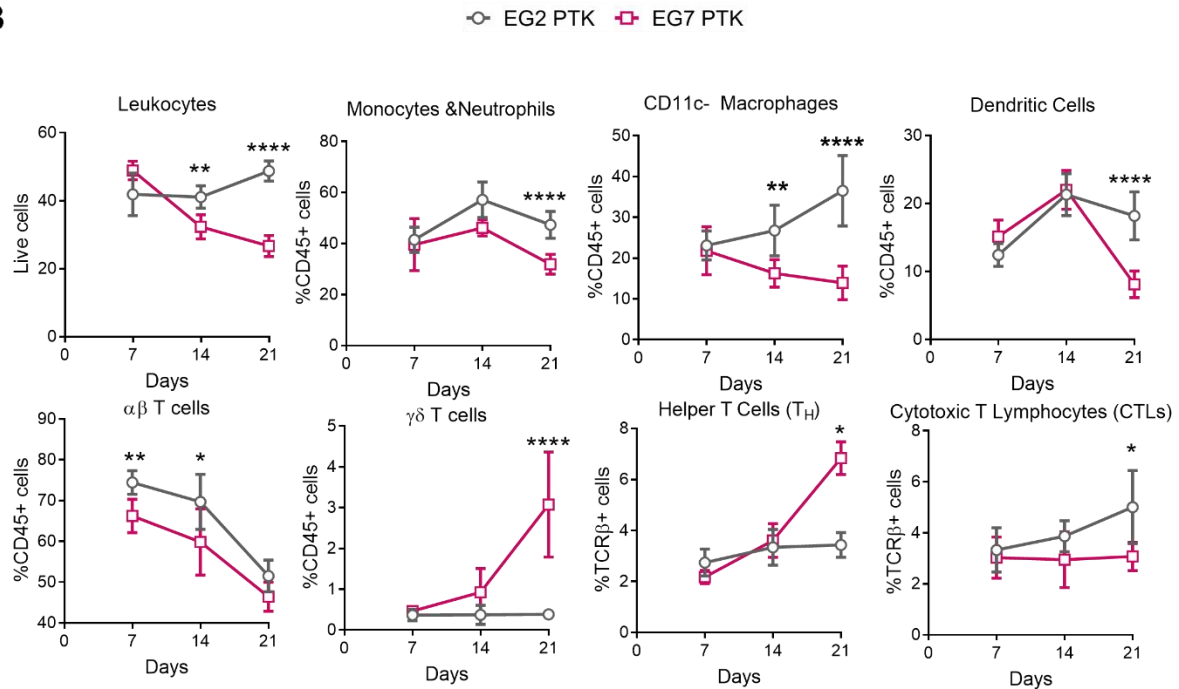 EG2 PTK EG7 PTK
Leukocytes
Live cells
60
40
20
0
0 7 14 21
Days
** ****
Monocytes &Neutrophils
%CD45+ cells
80
60
40
20
0
0 7 14 21
Days
****
CD11c- Macrophages
%CD45+ cells
50
40
30
20
10
0
0 7 14 21
Days
** ****
Dendritic Cells
%CD45+ cells
30
20
10
0
0 7 14 21
Days
****
αβ T cells
%CD45+ cells
90
80
70
60
50
40
0 7 14 21
Days
** *
γδ T cells
%CD45+ cells
5
4
3
2
1
0
0 7 14 21
Days
****
Helper T Cells (TH)
%TCRβ+ cells
8
6
4
2
0
0 7 14 21
Days
*
Cytotoxic T Lymphocytes (CTLs)
%TCRβ+ cells
8
6
4
2
0
0 7 14 21
Days
*